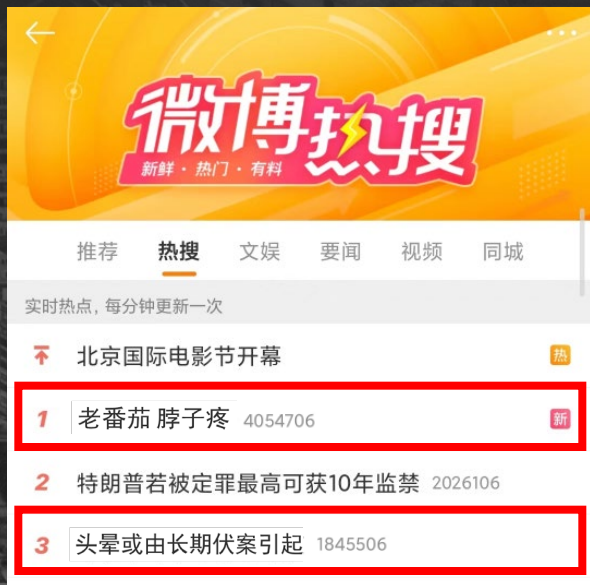 微博热搜
新鲜·热门·有料
推荐 热搜 文娱 要闻 视频 同城
实时热点，每分钟更新一次
北京国际电影节开幕 热
1 老番茄 脖子疼 4054706 新
2 特朗普若被定罪最高可获10年监禁 2026106
3 头晕或由长期伏案引起 1845506